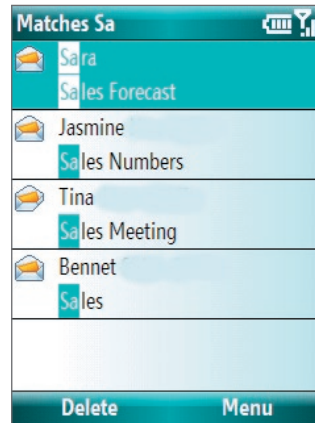 Matches Sa
Sara
Sales Forecast
Jasmine
Sales Numbers
Tina
Sales Meeting
Bennet
Sales
Delete Menu